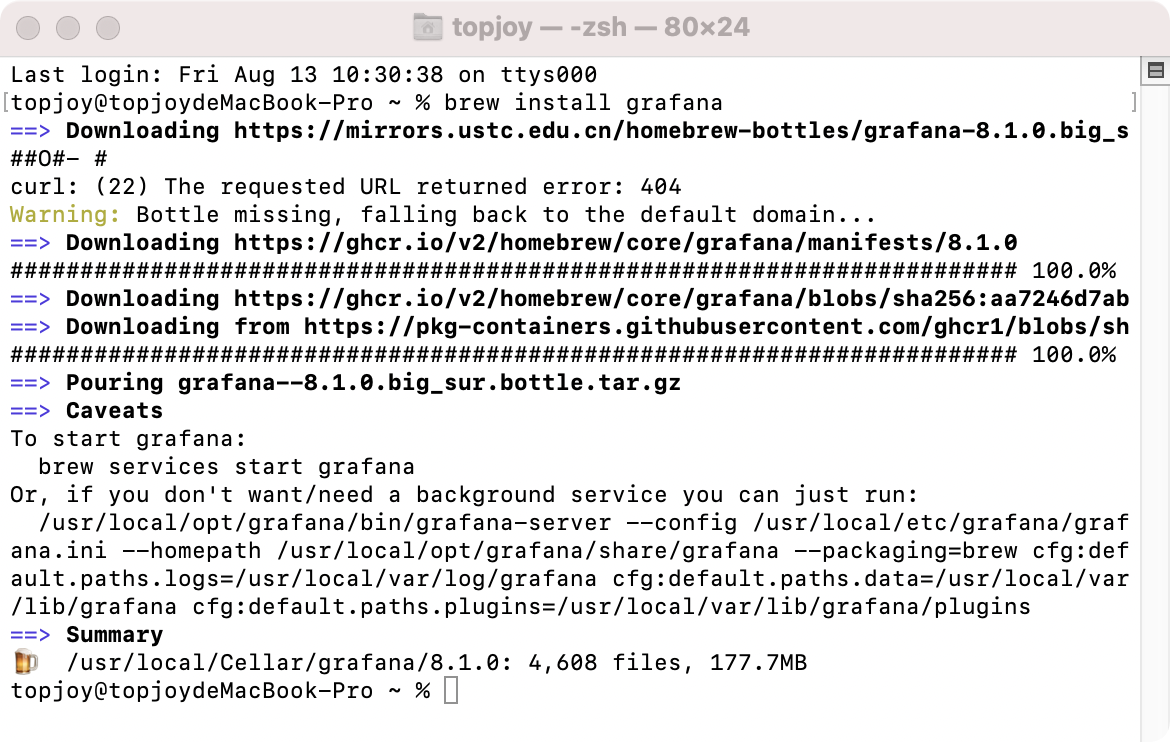 topjoy — -zsh — 80×24
Last login: Fri Aug 13 10:30:38 on ttys000
[topjoy@topjoydeMacBook-Pro ~ % brew install grafana ]
==> Downloading https://mirrors.ustc.edu.cn/homebrew-bottles/grafana-8.1.0.big_s
##O#- #
curl: (22) The requested URL returned error: 404
Warning: Bottle missing, falling back to the default domain...
==> Downloading https://ghcr.io/v2/homebrew/core/grafana/manifests/8.1.0
######################################################################## 100.0%
==> Downloading https://ghcr.io/v2/homebrew/core/grafana/blobs/sha256:aa7246d7ab
==> Downloading from https://pkg-containers.githubusercontent.com/ghcr1/blobs/sh
######################################################################## 100.0%
==> Pouring grafana--8.1.0.big_sur.bottle.tar.gz
==> Caveats
To start grafana:
  brew services start grafana
Or, if you don't want/need a background service you can just run:
  /usr/local/opt/grafana/bin/grafana-server --config /usr/local/etc/grafana/graf
ana.ini --homepath /usr/local/opt/grafana/share/grafana --packaging=brew cfg:def
ault.paths.logs=/usr/local/var/log/grafana cfg:default.paths.data=/usr/local/var
/lib/grafana cfg:default.paths.plugins=/usr/local/var/lib/grafana/plugins
==> Summary
🍺  /usr/local/Cellar/grafana/8.1.0: 4,608 files, 177.7MB
topjoy@topjoydeMacBook-Pro ~ %